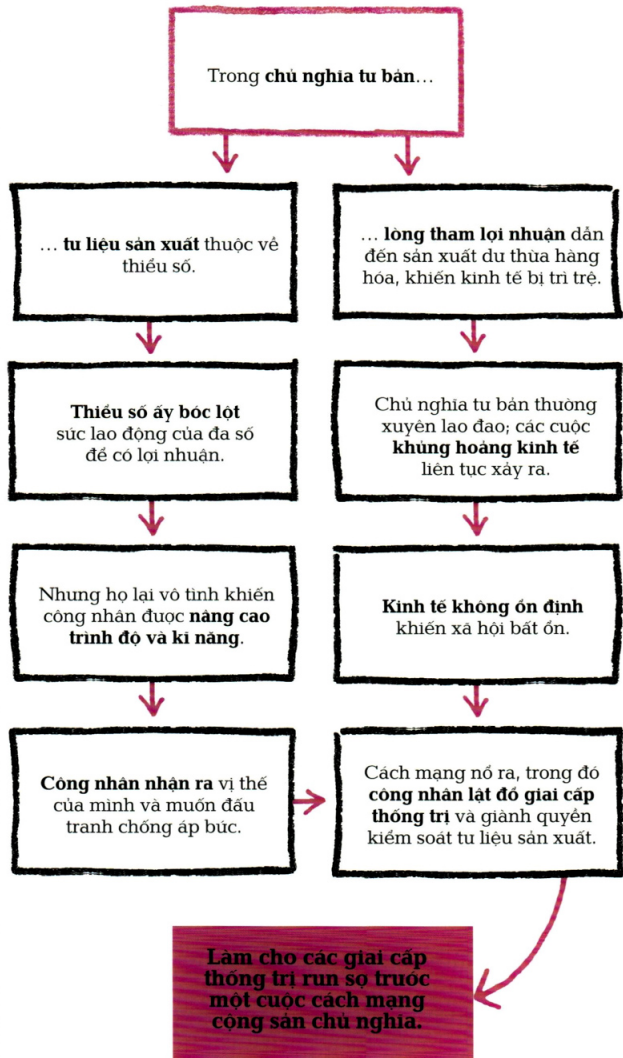 Trong chủ nghĩa tư bản…
… tư liệu sản xuất thuộc về
thiểu số.
Thiểu số ấy bóc lột
sức lao động của đa số
để có lợi nhuận.
Nhưng họ lại vô tình khiến
công nhân được nâng cao
trình độ và kĩ năng.
Công nhân nhận ra vị thế
của mình và muốn đấu
tranh chống áp bức.
… lòng tham lợi nhuận dẫn
đến sản xuất dư thừa hàng
hóa, khiến kinh tế bị trì trệ.
Chủ nghĩa tư bản thường
xuyên lao đao; các cuộc
khủng hoảng kinh tế
liên tục xảy ra.
Kinh tế không ổn định
khiến xã hội bất ổn.
Cách mạng nổ ra, trong đó
công nhân lật đổ giai cấp
thống trị và giành quyền
kiểm soát tư liệu sản xuất.
Làm cho các giai cấp
thống trị run sợ trước
một cuộc cách mạng
cộng sản chủ nghĩa.